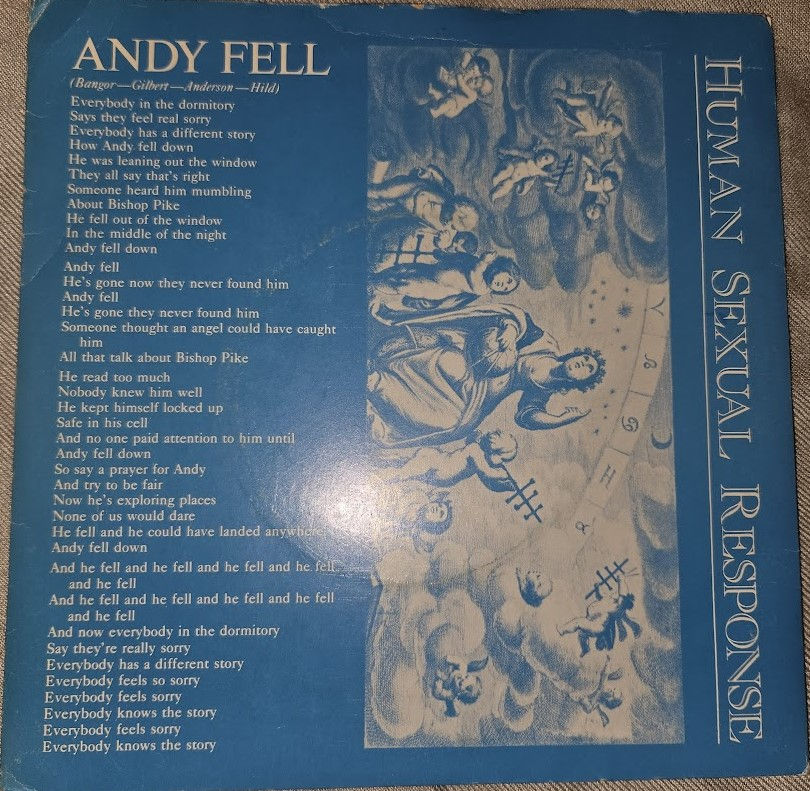 ANDY FELL
(Bangor—Gilbert—Anderson—Hild)
Everybody in the dormitory
Says they feel real sorry
Everybody has a different story
How Andy fell down
He was leaning out the window
They all say that's right
Someone heard him mumbling
About Bishop Pike
He fell out of the window
In the middle of the night
Andy fell down
Andy fell
He's gone now they never found him
Andy fell
He's gone they never found him
Someone thought an angel could have caught
him
All that talk about Bishop Pike
He read too much
Nobody knew him well
He kept himself locked up
Safe in his cell
And no one paid attention to him until
Andy fell down
So say a prayer for Andy
And try to be fair
Now he's exploring places
None of us would dare
He fell and he could have landed anywhere
Andy fell down
And he fell and he fell and he fell and he fell
and he fell
And he fell and he fell and he fell and he fell
and he fell
And now everybody in the dormitory
Say they're really sorry
Everybody has a different story
Everybody feels so sorry
Everybody feels sorry
Everybody knows the story
Everybody feels sorry
Everybody knows the story
HUMAN SEXUAL RESPONSE